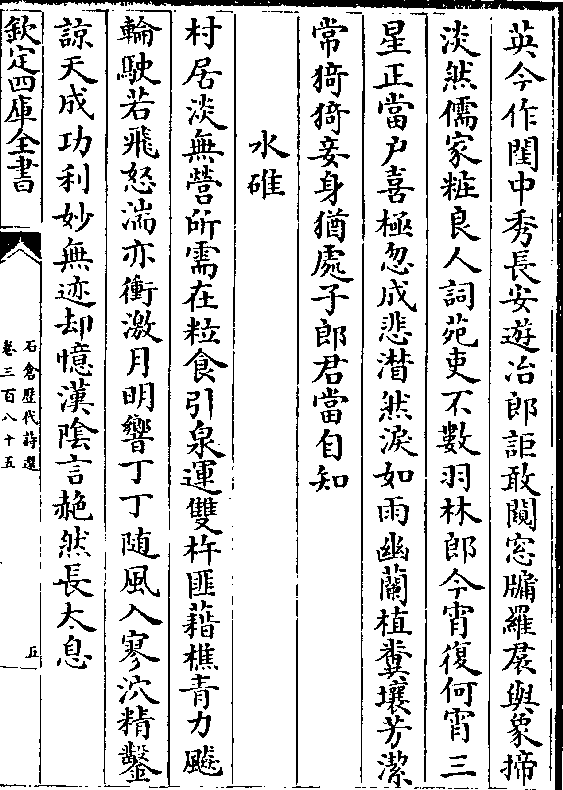 英今作閨中秀長安遊冶郎詎敢闚窓牖羅裠與象掃
淡然儒家粧良人詞苑吏不數羽林郎今宵復何宵三
星正當户喜極忽成悲潸然淚如雨幽蘭植糞壤芳潔
常猗猗妾身猶處子郎君當自知
水碓
村居淡無營所需在粒食引泉運雙杵匪藉樵青力飈
輪駛若飛怒湍亦衝激月明響丁丁随風入寥泬精鑿
諒天成功利妙無迹却憶漢陰言赩然長太息
欽定四庫全書
石倉歴代詩選
卷三百八十五
五